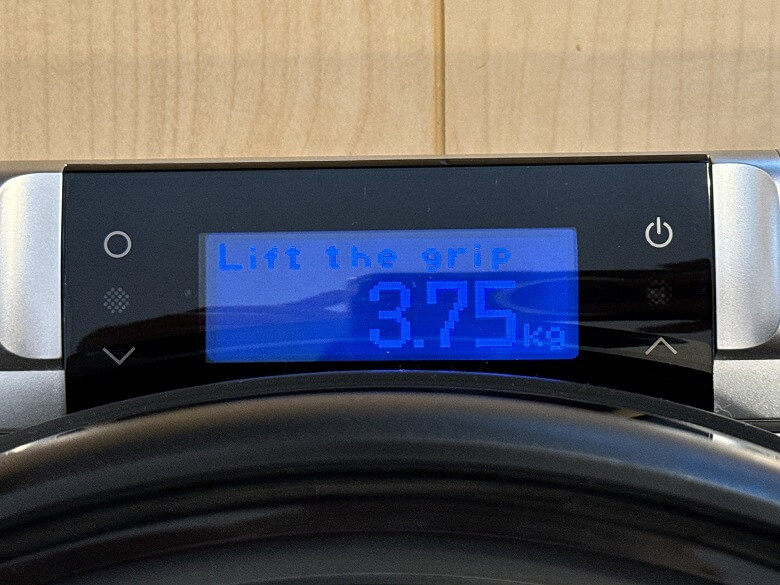 Lift the grip
3.75kg